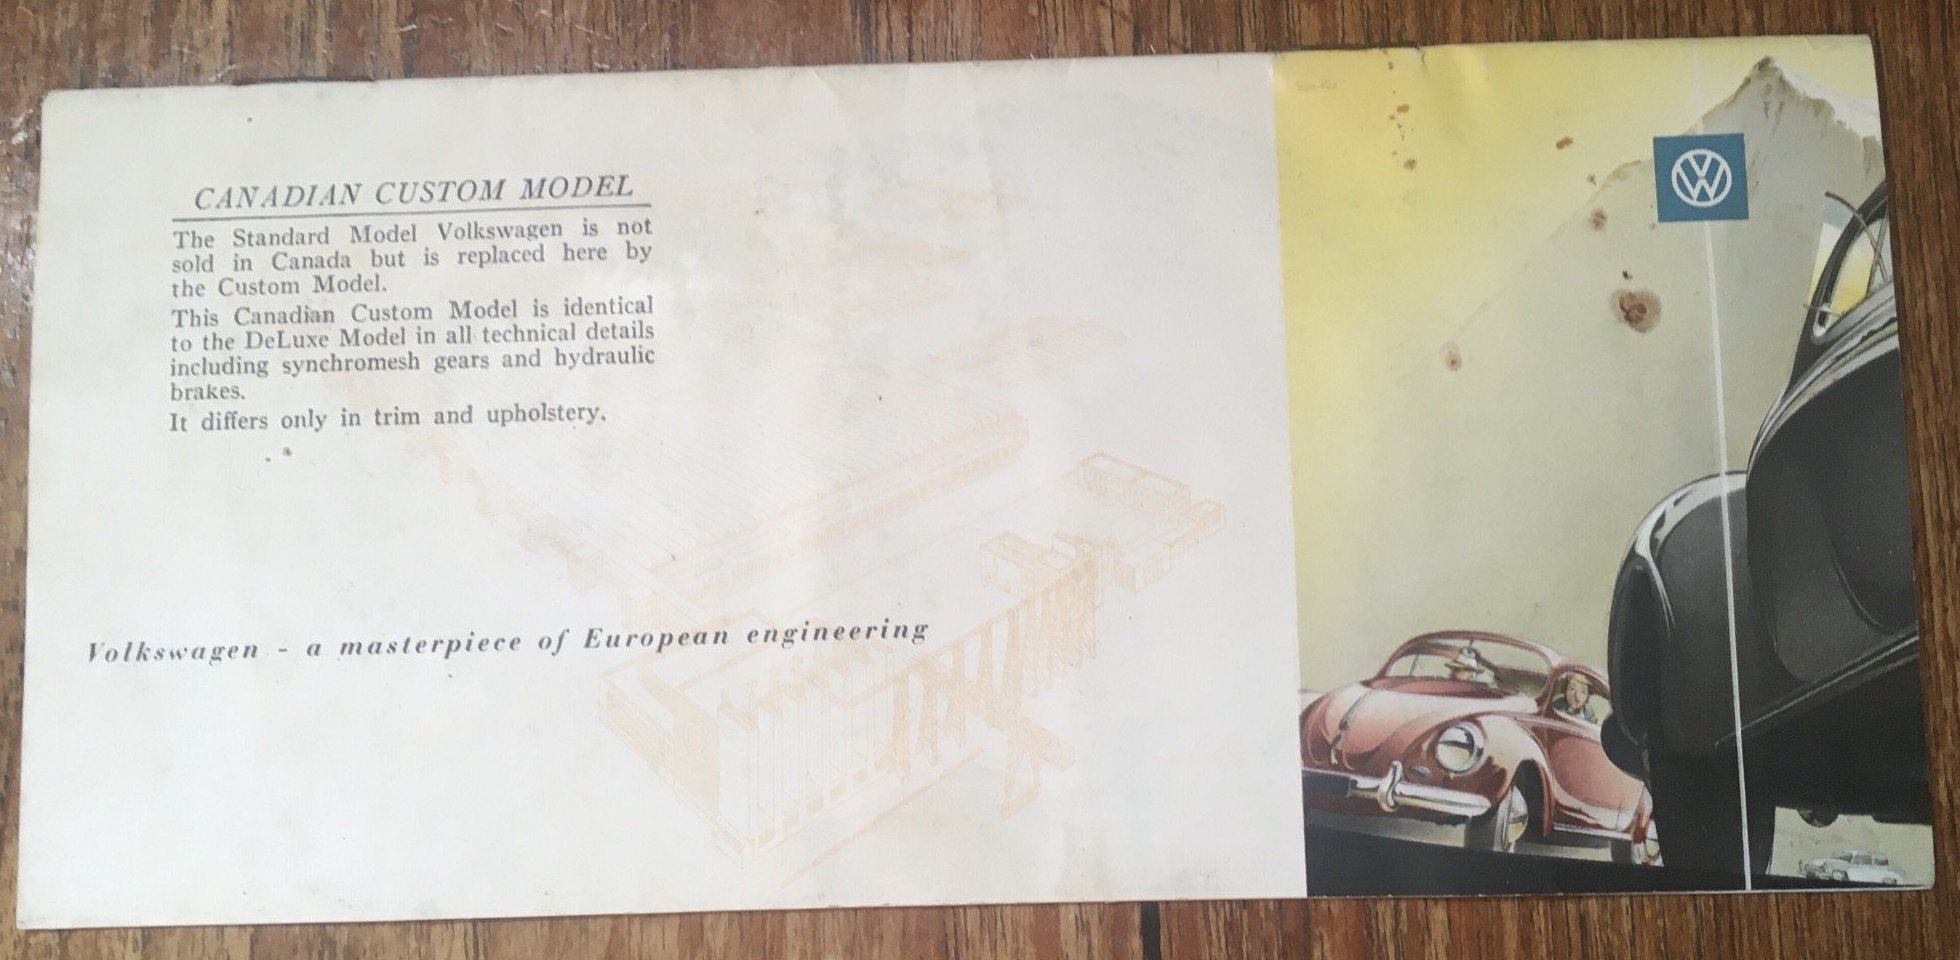 CANADIAN CUSTOM MODEL
The Standard Model Volkswagen is not
sold in Canada but is replaced here by
the Custom Model.
This Canadian Custom Model is identical
to the DeLuxe Model in all technical details
including synchromesh gears and hydraulic
brakes.
It differs only in trim and upholstery.
Volkswagen - a masterpiece of European engineering
VW